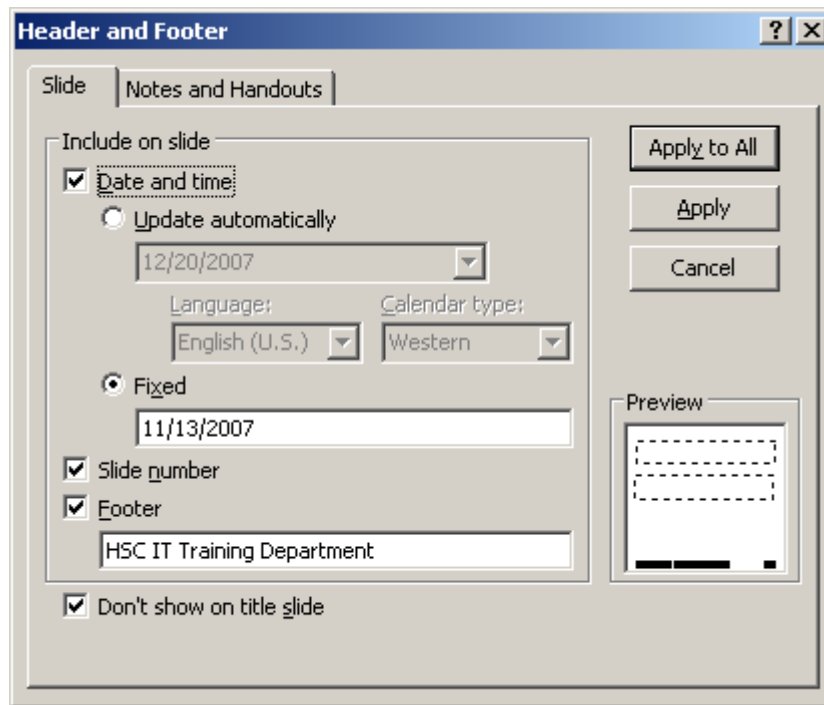 Header and Footer
Slide
Notes and Handouts
Include on slide
Date and time
Update automatically
12/20/2007
Language:
Calendar type:
English (U.S.)
Western
Fixed
11/13/2007
Slide number
Footer
HSC IT Training Department
Don't show on title slide
Apply to All
Apply
Cancel
Preview